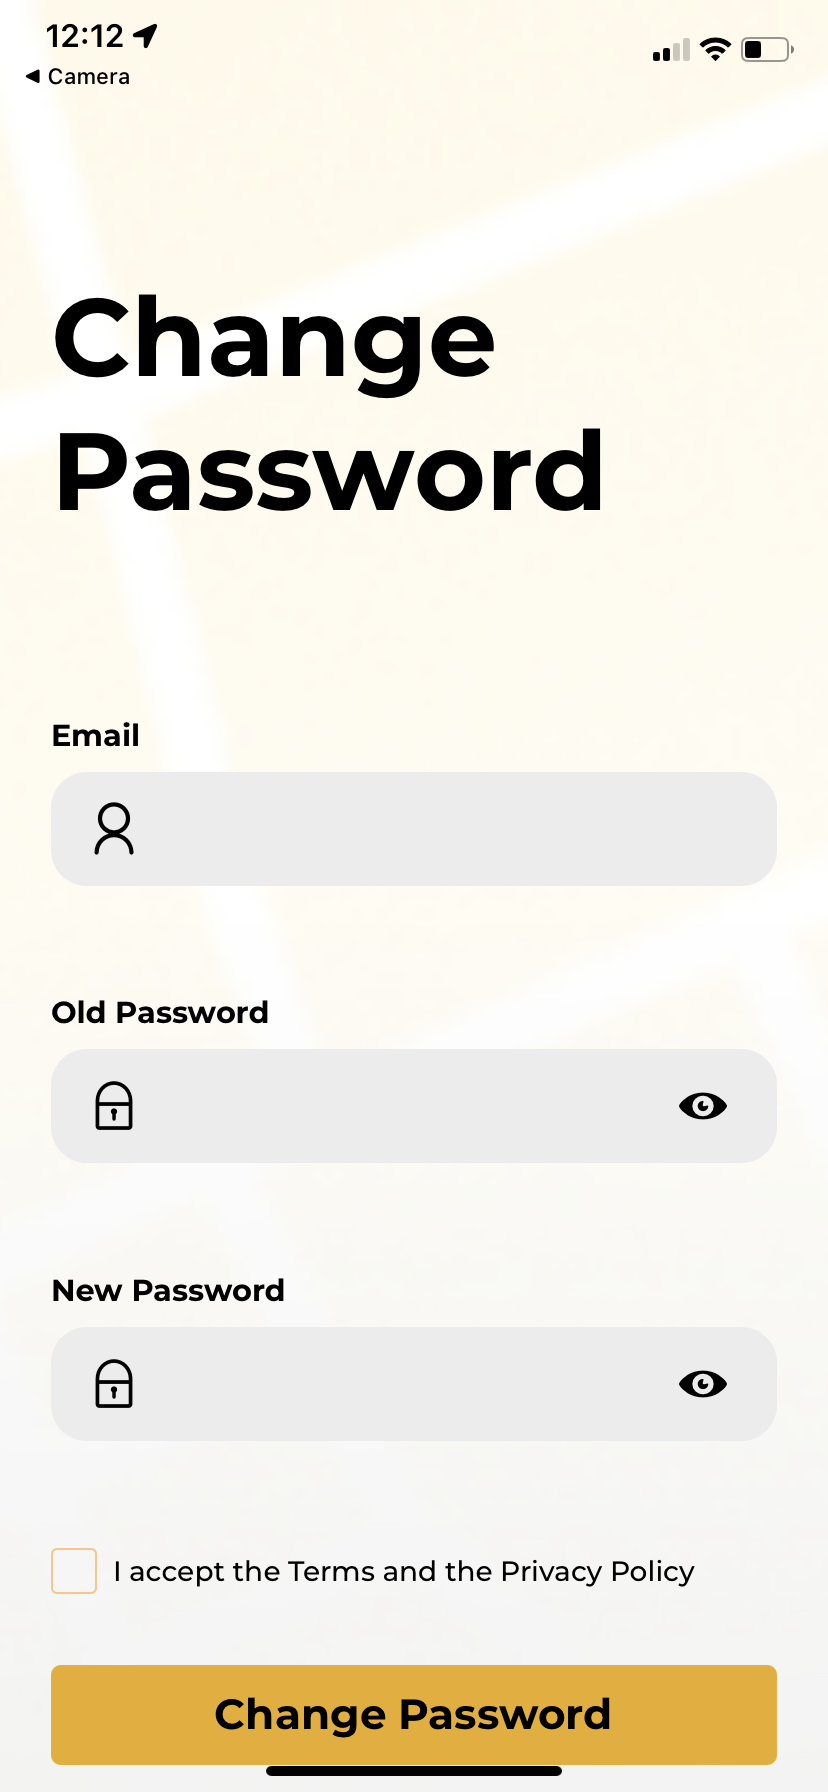 12:12
◀ Camera
Change
Password
Email
Old Password
New Password
I accept the Terms and the Privacy Policy
Change Password